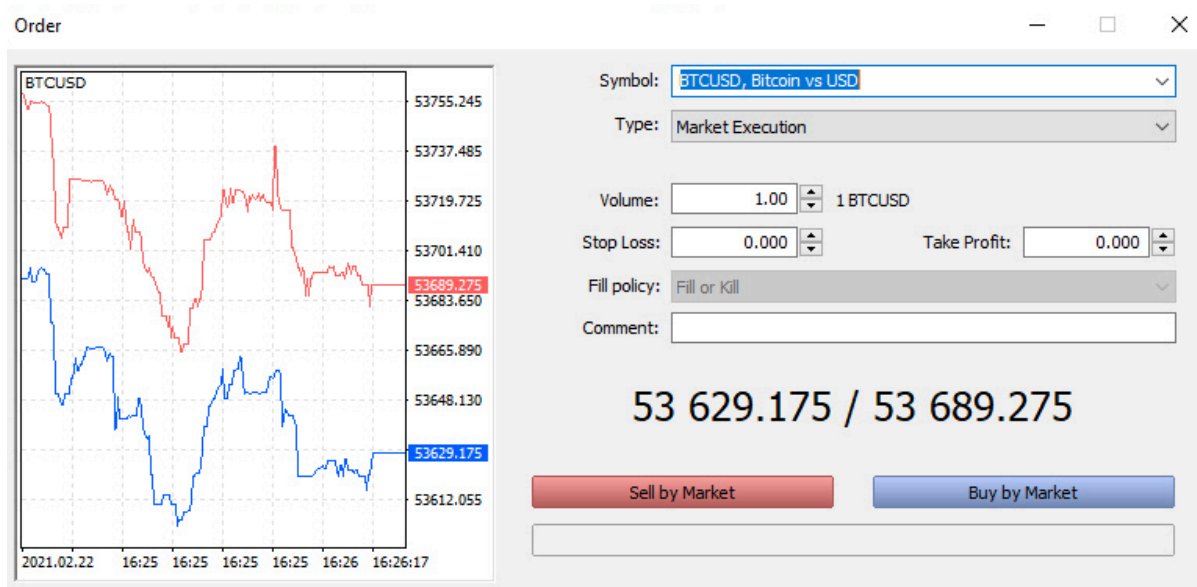 Order
BTCUSD
53755.245
53737.485
53719.725
53701.410
53689.275
53683.650
53665.890
53648.130
53629.175
53612.055
2021.02.22 16:25 16:25 16:25 16:25 16:26 16:26:17
Symbol: BTCUSD, Bitcoin vs USD
Type: Market Execution
Volume: 1.00 1 BTCUSD
Stop Loss: 0.000 Take Profit: 0.000
Fill policy: Fill or Kill
Comment:
53 629.175 / 53 689.275
Sell by Market Buy by Market